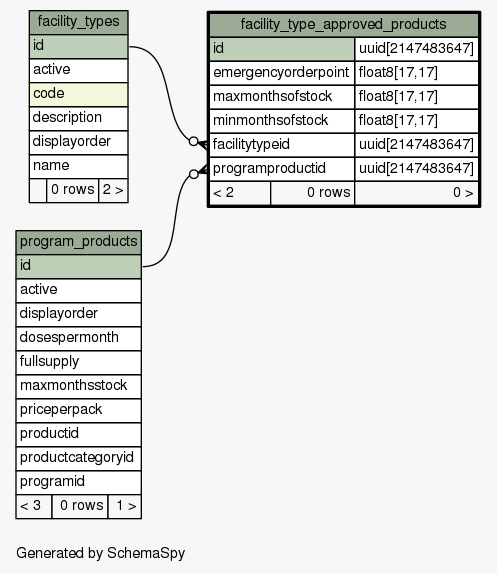 facility_types
id
active
code
description
displayorder
name
0 rows 2 >
facility_type_approved_products
id uuid[2147483647]
emergencyorderpoint float8[17,17]
maxmonthsofstock float8[17,17]
minmonthsofstock float8[17,17]
facilitytypeid uuid[2147483647]
programproductid uuid[2147483647]
< 2 0 rows 0 >
program_products
id
active
displayorder
dosespermonth
fullsupply
maxmonthsstock
priceperpack
productid
productcategoryid
programid
< 3 0 rows 1 >
Generated by SchemaSpy